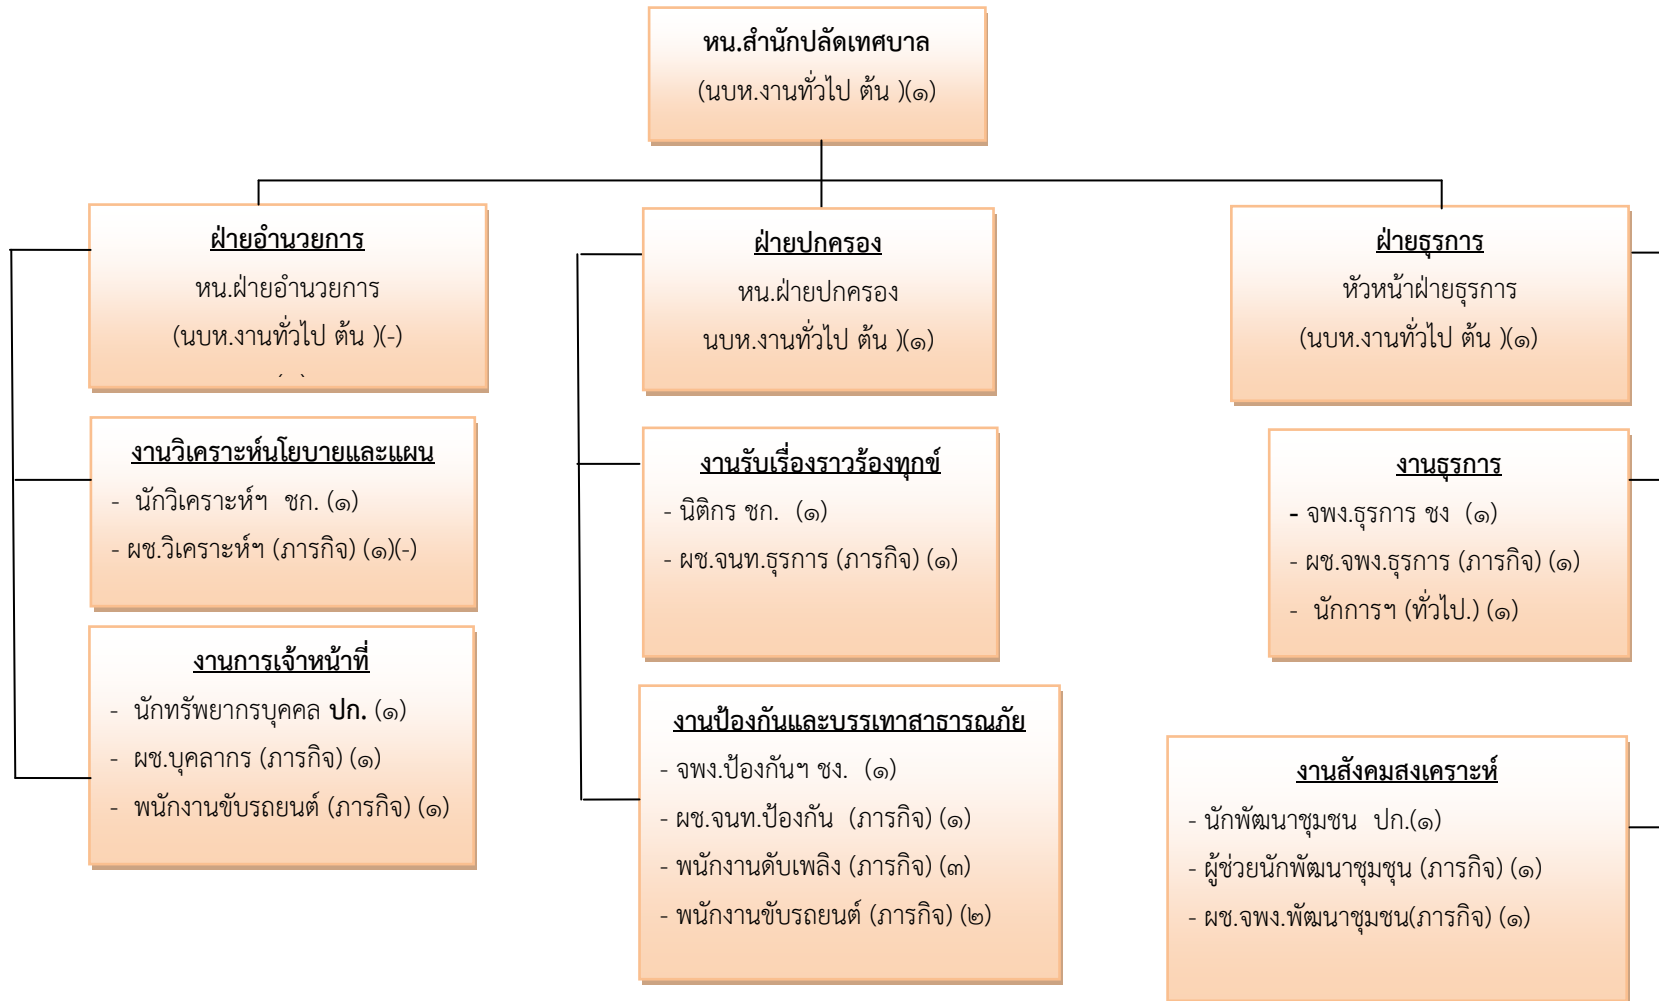 หน.สำนักปลัดเทศบาล
(นบห.งานทั่วไป ต้น )(๑)
ฝ่ายอำนวยการ
หน.ฝ่ายอำนวยการ
(นบห.งานทั่วไป ต้น )(-)
งานวิเคราะห์นโยบายและแผน
- นักวิเคราะห์ฯ ชก. (๑)
- ผช.วิเคราะห์ฯ (ภารกิจ) (๑)(-)
งานการเจ้าหน้าที่
- นักทรัพยากรบุคคล ปก. (๑)
- ผช.บุคลากร (ภารกิจ) (๑)
- พนักงานขับรถยนต์ (ภารกิจ) (๑)
ฝ่ายปกครอง
หน.ฝ่ายปกครอง
นบห.งานทั่วไป ต้น )(๑)
งานรับเรื่องราวร้องทุกข์
- นิติกร ชก. (๑)
- ผช.จนท.ธุรการ (ภารกิจ) (๑)
งานป้องกันและบรรเทาสาธารณภัย
- จพง.ป้องกันฯ ชง. (๑)
- ผช.จนท.ป้องกัน (ภารกิจ) (๑)
- พนักงานดับเพลิง (ภารกิจ) (๓)
- พนักงานขับรถยนต์ (ภารกิจ) (๒)
ฝ่ายธุรการ
หัวหน้าฝ่ายธุรการ
(นบห.งานทั่วไป ต้น )(๑)
งานธุรการ
- จพง.ธุรการ ชง (๑)
- ผช.จพง.ธุรการ (ภารกิจ) (๑)
- นักการฯ (ทั่วไป.) (๑)
งานสังคมสงเคราะห์
- นักพัฒนาชุมชน ปก.(๑)
- ผู้ช่วยนักพัฒนาชุมชุน (ภารกิจ) (๑)
- ผช.จพง.พัฒนาชุมชน(ภารกิจ) (๑)